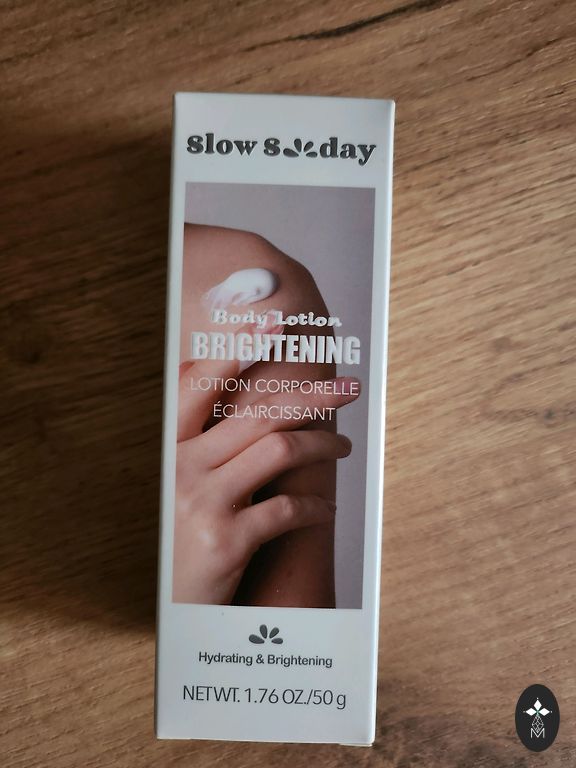 Slow Sunday
Body Lotion
BRIGHTENING
LOTION CORPORELLE
ÉCLAIRCISSANT
Hydrating & Brightening
NET WT. 1.76 OZ./50 g
M